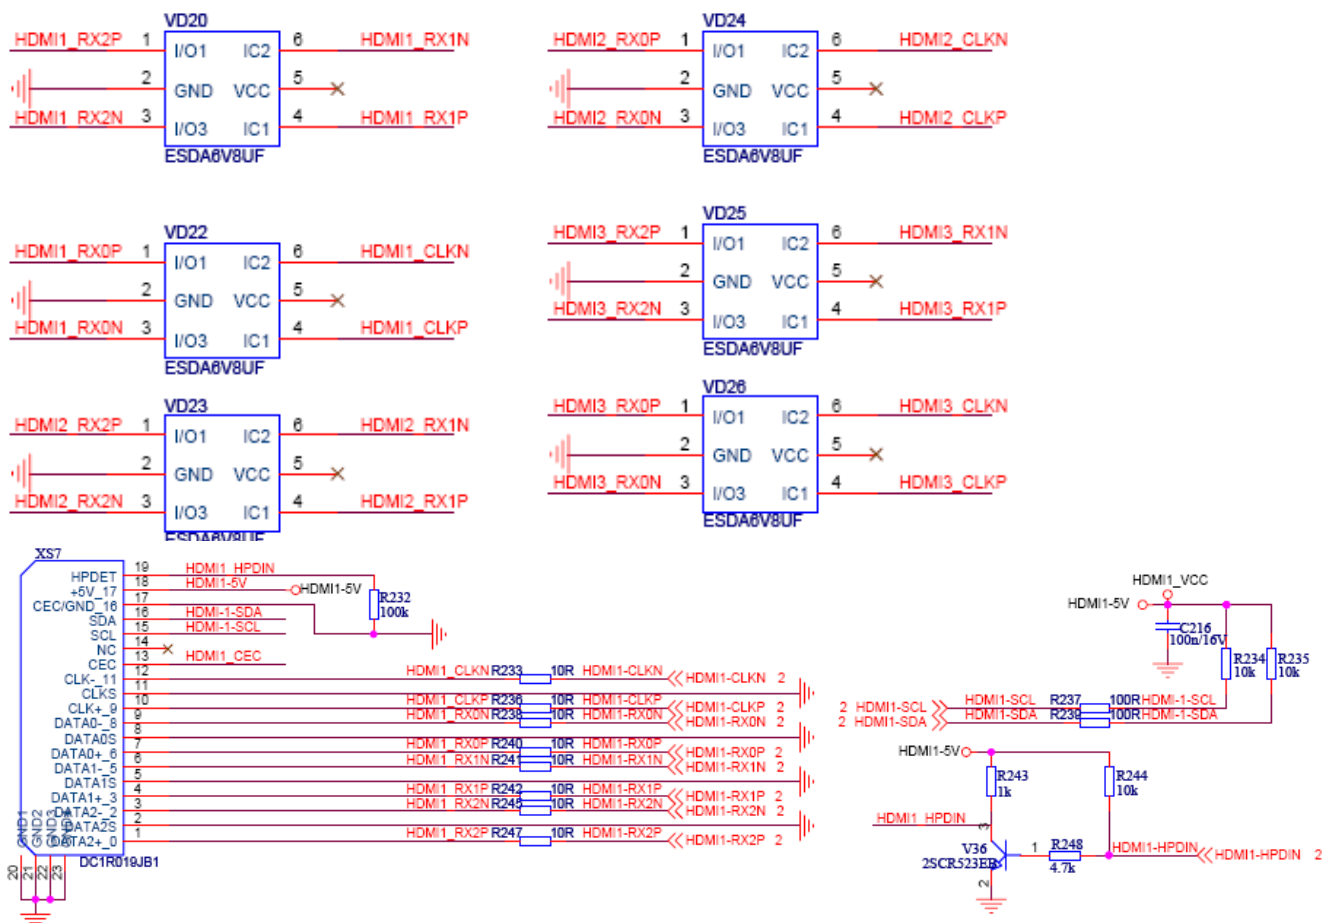 VD20
HDMI1_RX2P 1 I/O1 IC2 6 HDMI1_RX1N
2 GND VCC 5
HDMI1_RX2N 3 I/O3 IC1 4 HDMI1_RX1P
ESDA6V8UF
VD24
HDMI2_RX0P 1 I/O1 IC2 6 HDMI2_CLKN
2 GND VCC 5
HDMI2_RX0N 3 I/O3 IC1 4 HDMI2_CLKP
ESDA6V8UF
VD22
HDMI1_RX0P 1 I/O1 IC2 6 HDMI1_CLKN
2 GND VCC 5
HDMI1_RX0N 3 I/O3 IC1 4 HDMI1_CLKP
ESDA6V8UF
VD25
HDMI3_RX2P 1 I/O1 IC2 6 HDMI3_RX1N
2 GND VCC 5
HDMI3_RX2N 3 I/O3 IC1 4 HDMI3_RX1P
ESDA6V8UF
VD23
HDMI2_RX2P 1 I/O1 IC2 6 HDMI2_RX1N
2 GND VCC 5
HDMI2_RX2N 3 I/O3 IC1 4 HDMI2_RX1P
ESDA6V8UF
VD26
HDMI3_RX0P 1 I/O1 IC2 6 HDMI3_CLKN
2 GND VCC 5
HDMI3_RX0N 3 I/O3 IC1 4 HDMI3_CLKP
ESDA6V8UF
XS7
HPDET 19 HDMI1_HPDIN
+5V_17 18 HDMI1-5V HDMI1-5V
CEC/GND_16 17
R232
100k
SDA 16 HDMI-1-SDA
SCL 15 HDMI-1-SCL
NC 14
CEC 13 HDMI1_CEC
CLK-_11 12 HDMI1_CLKN R233 10R HDMI1-CLKN HDMI1-CLKN 2
CLKS 11
CLK+_9 10 HDMI1_CLKP R236 10R HDMI1-CLKP HDMI1-CLKP 2
DATA0-_8 9 HDMI1_RX0N R238 10R HDMI1-RX0N HDMI1-RX0N 2
DATA0S 8
DATA0+_6 7 HDMI1_RX0P R240 10R HDMI1-RX0P HDMI1-RX0P 2
DATA1-_5 6 HDMI1_RX1N R241 10R HDMI1-RX1N HDMI1-RX1N 2
DATA1S 5
DATA1+_3 4 HDMI1_RX1P R242 10R HDMI1-RX1P HDMI1-RX1P 2
DATA2-_2 3 HDMI1_RX2N R245 10R HDMI1-RX2N HDMI1-RX2N 2
DATA2S 2
DATA2+_0 1 HDMI1_RX2P R247 10R HDMI1-RX2P HDMI1-RX2P 2
GND1 GND2 GND3
DC1R019JB1
20 21 22 23
HDMI1_VCC
HDMI1-5V
C216
100n/16V
R234 R235
10k 10k
2 HDMI1-SCL HDMI1-SCL R237 100R HDMI-1-SCL
2 HDMI1-SDA HDMI1-SDA R239 100R HDMI-1-SDA
HDMI1-5V
R243
1k
R244
10k
HDMI1_HPDIN 3
V36
2SCR523EB
1 R248
4.7k
HDMI1-HPDIN HDMI1-HPDIN 2
2